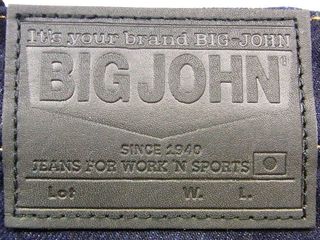 It's your brand BIG-JOHN
BIG JOHN®
SINCE 1940
JEANS FOR WORK 'N SPORTS
Lot W. L.